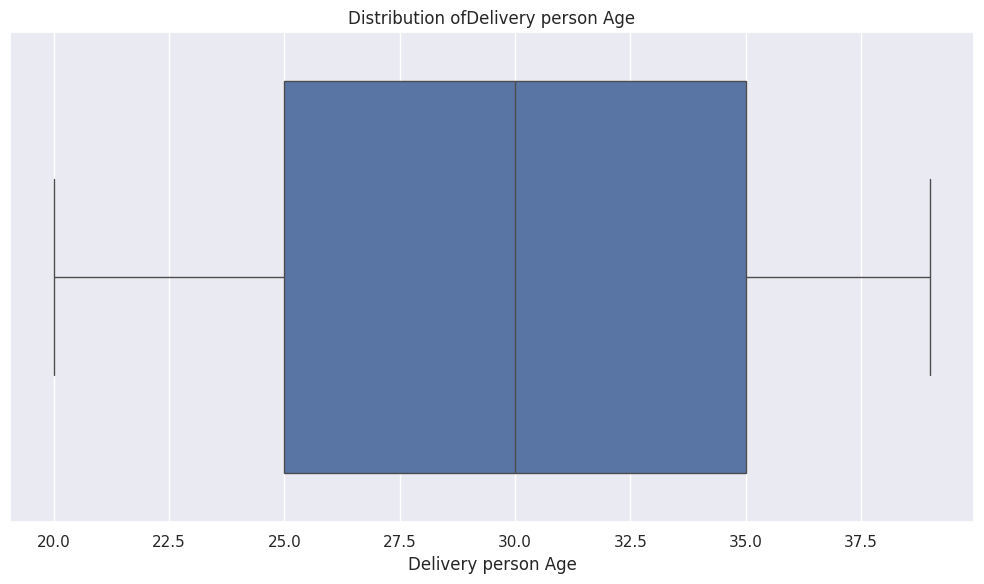 Distribution ofDelivery person Age
20.0 22.5 25.0 27.5 30.0 32.5 35.0 37.5
Delivery person Age